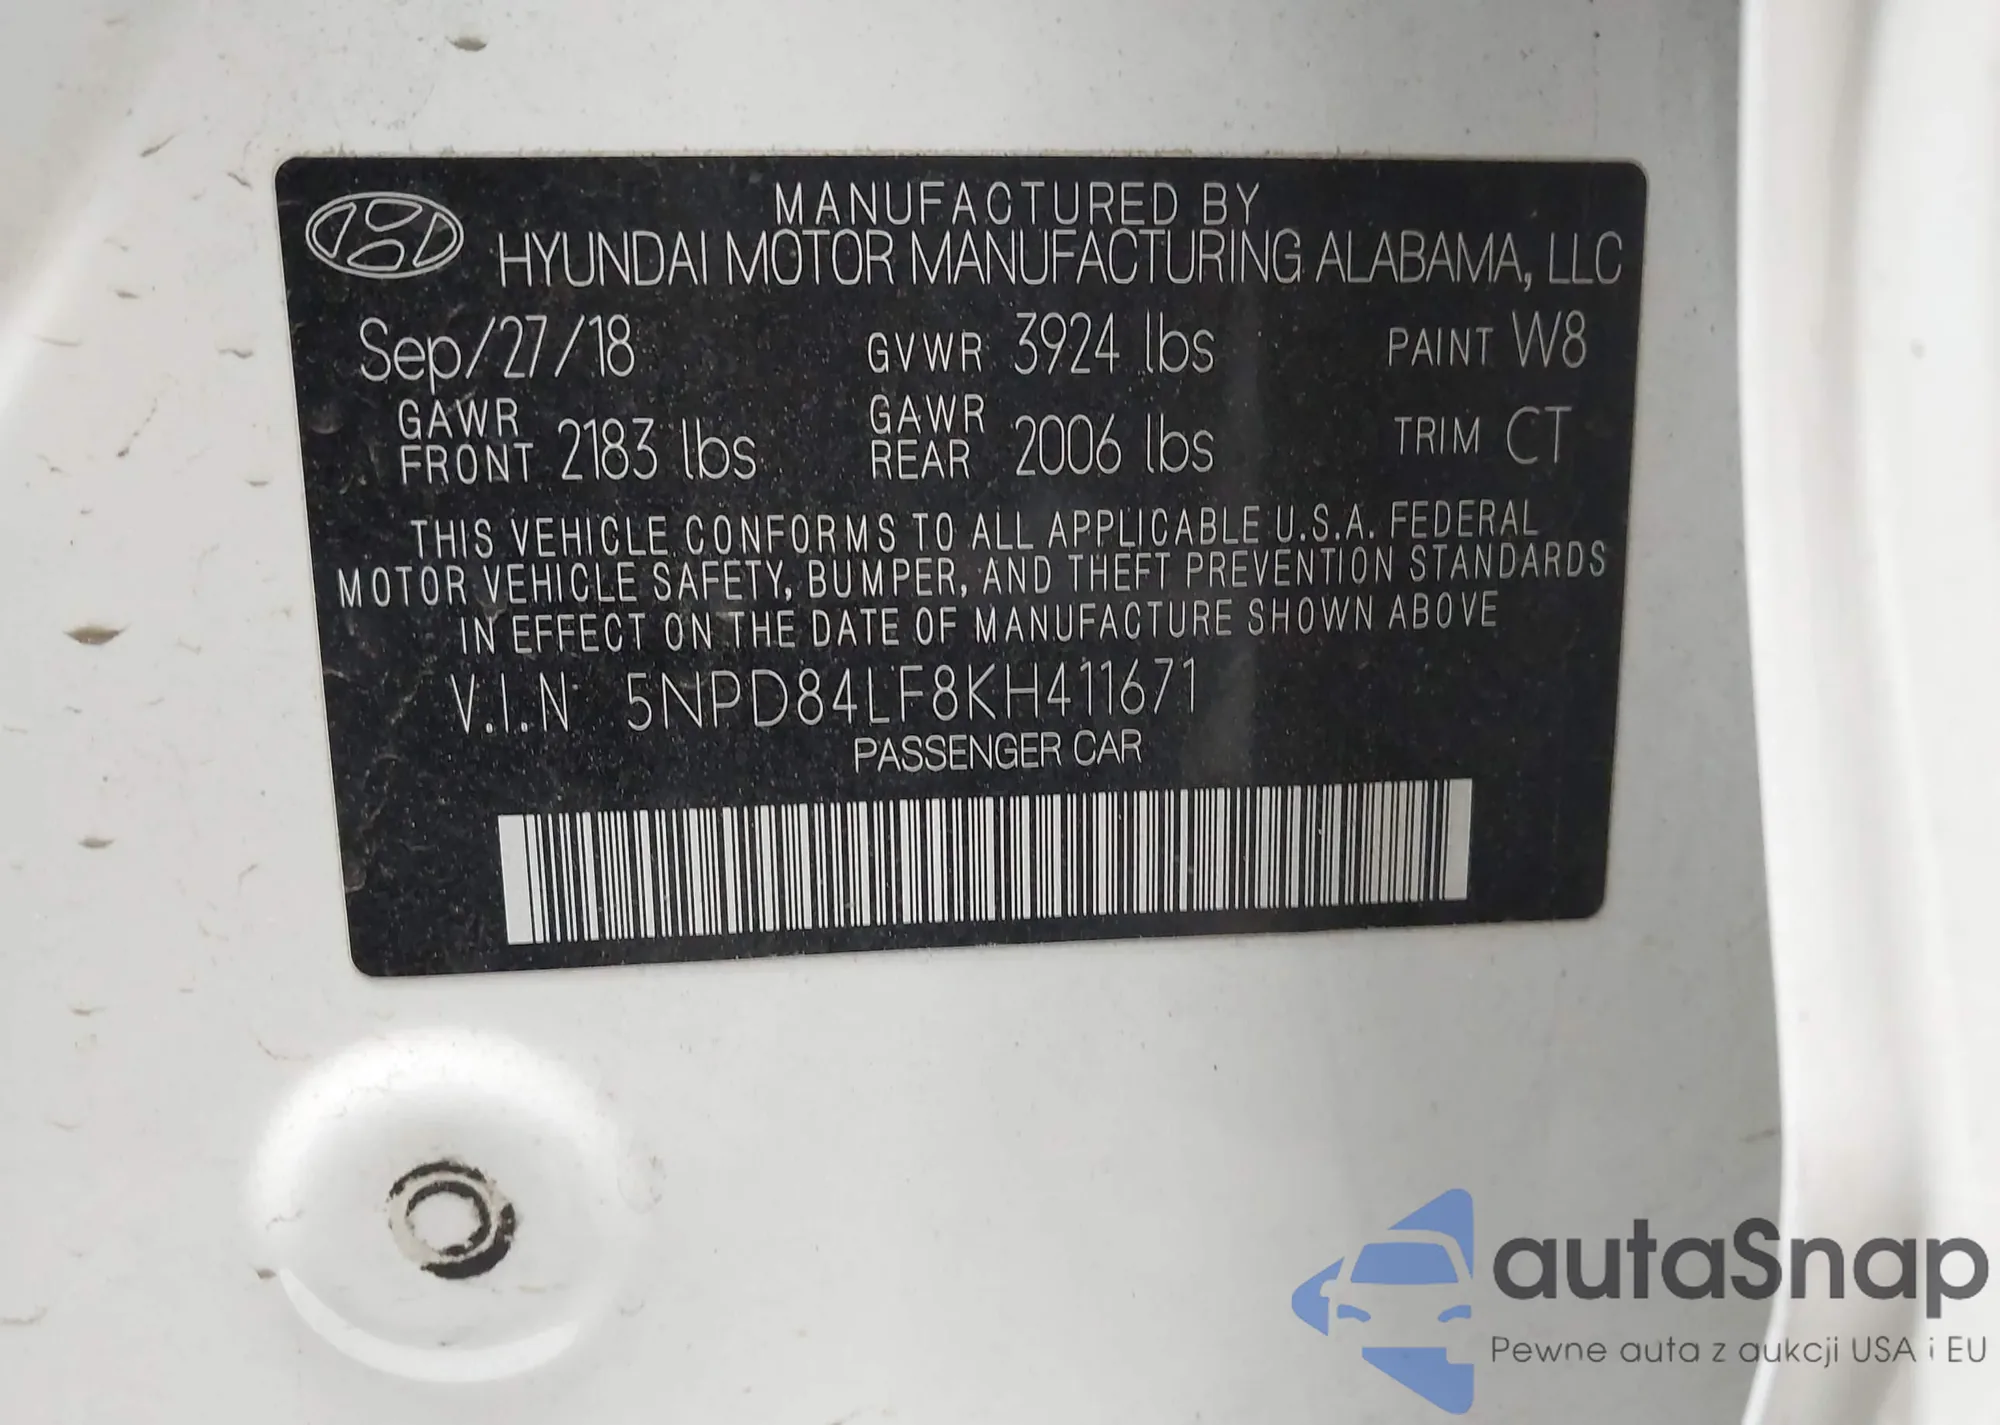 MANUFACTURED BY
HYUNDAI MOTOR MANUFACTURING ALABAMA, LLC
Sep/27/18 GVWR 3924 lbs PAINT W8
GAWR FRONT 2183 lbs GAWR REAR 2006 lbs TRIM CT
THIS VEHICLE CONFORMS TO ALL APPLICABLE U.S.A. FEDERAL
MOTOR VEHICLE SAFETY, BUMPER, AND THEFT PREVENTION STANDARDS
IN EFFECT ON THE DATE OF MANUFACTURE SHOWN ABOVE
V.I.N: 5NPD84LF8KH411671
PASSENGER CAR
autaSnap
Pewne auta z aukcji USA i EU